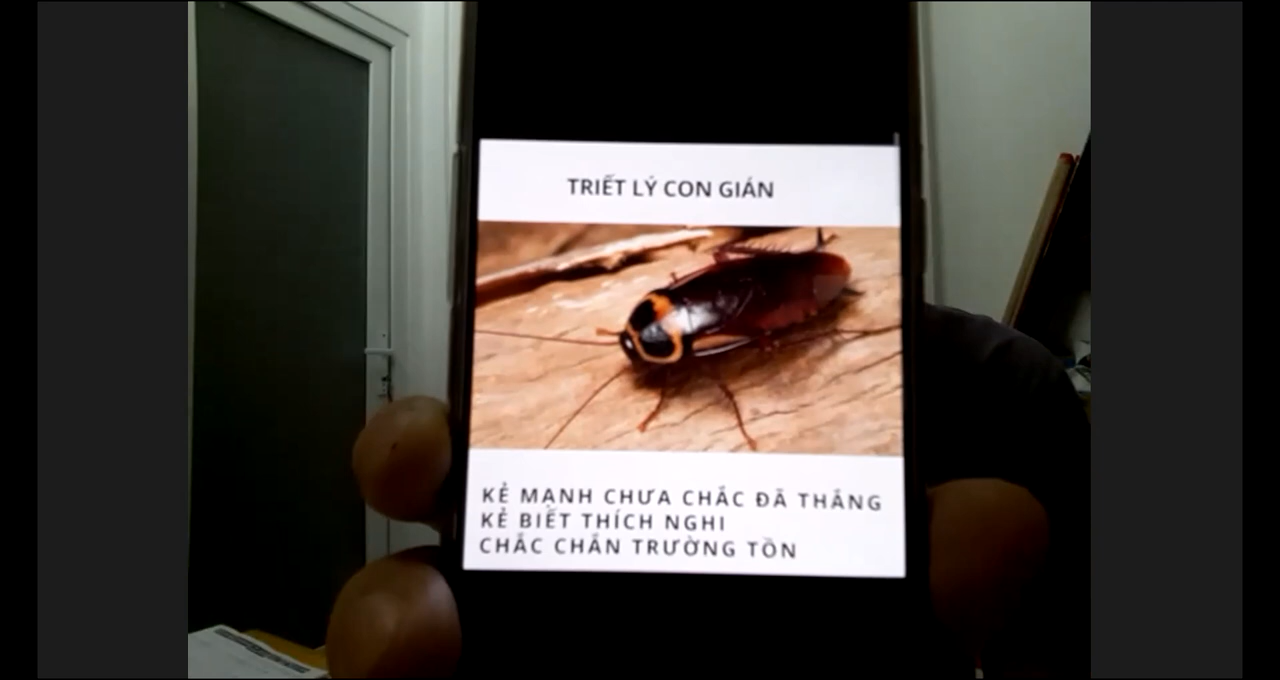 TRIẾT LÝ CON GIÁN
KẺ MẠNH CHƯA CHẮC ĐÃ THẮNG
KẺ BIẾT THÍCH NGHI
CHẮC CHẮN TRƯỜNG TỒN